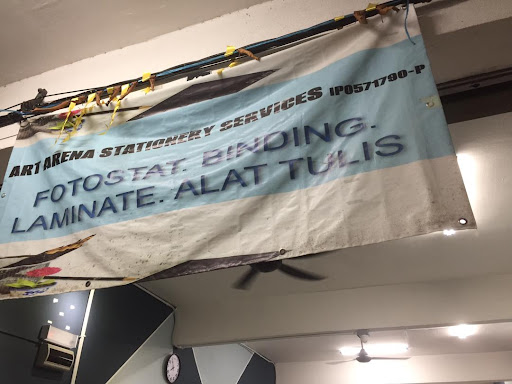 ART ARENA STATIONERY SERVICES IP0571790-P
FOTOSTAT. BINDING.
LAMINATE. ALAT TULIS